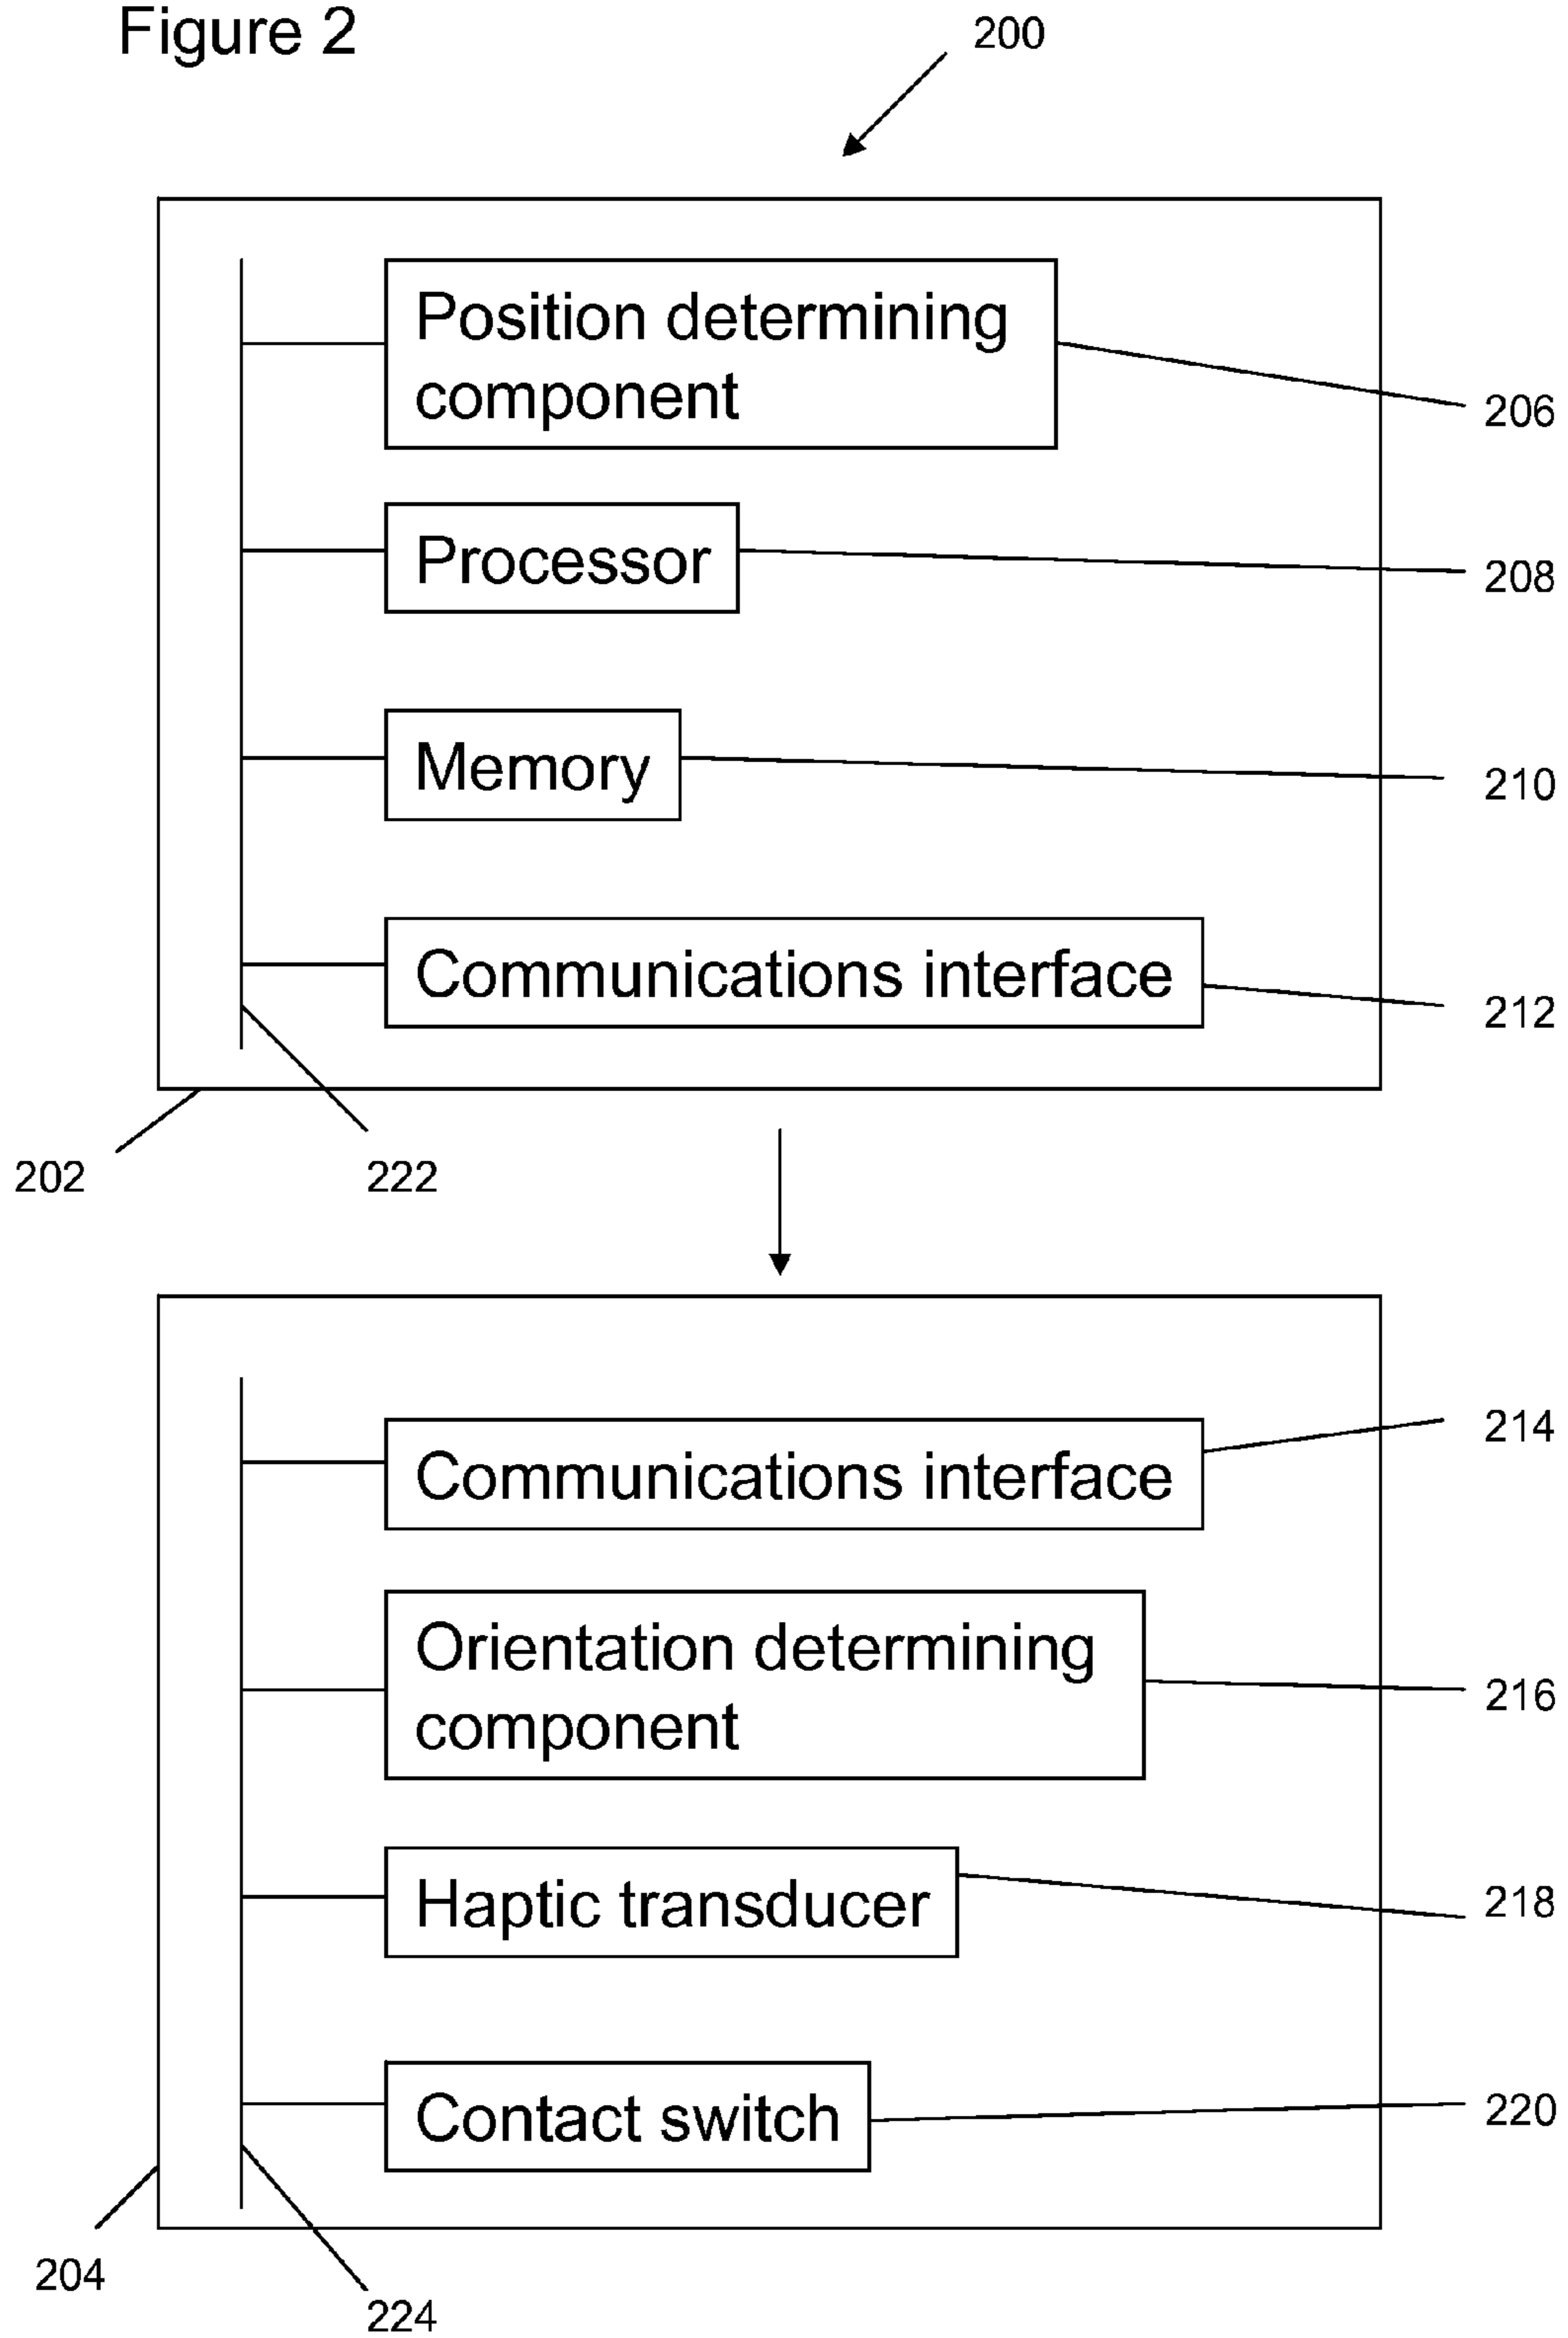 Figure 2
200
Position determining
component
206
Processor
208
Memory
210
Communications interface
212
202
222
Communications interface
214
Orientation determining
component
216
Haptic transducer
218
Contact switch
220
204
224